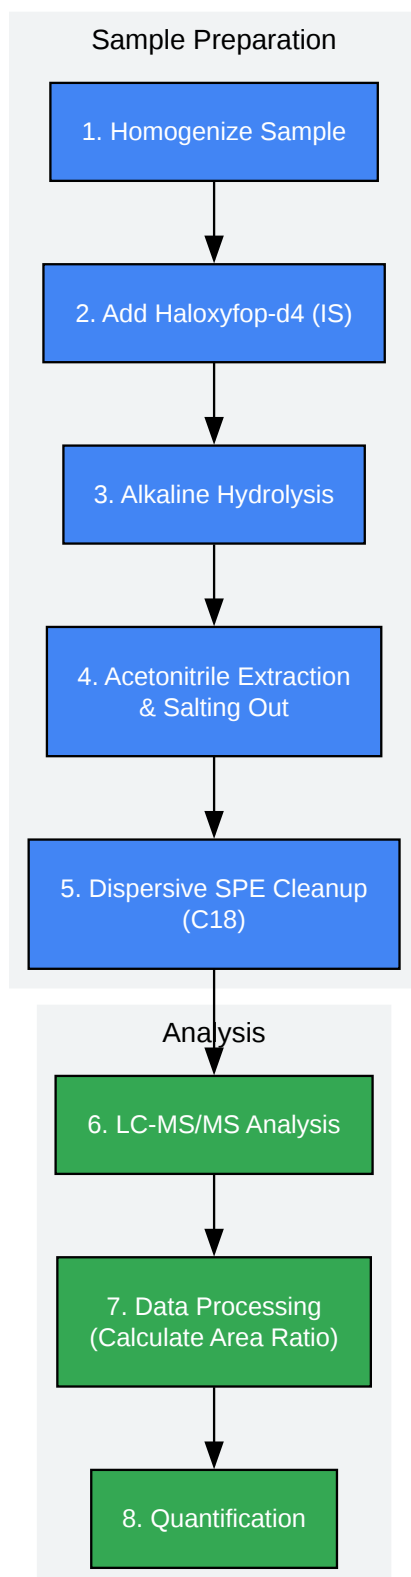 Sample Preparation
1. Homogenize Sample
2. Add Haloxyfop-d4 (IS)
3. Alkaline Hydrolysis
4. Acetonitrile Extraction
& Salting Out
5. Dispersive SPE Cleanup
(C18)
Analysis
6. LC-MS/MS Analysis
7. Data Processing
(Calculate Area Ratio)
8. Quantification